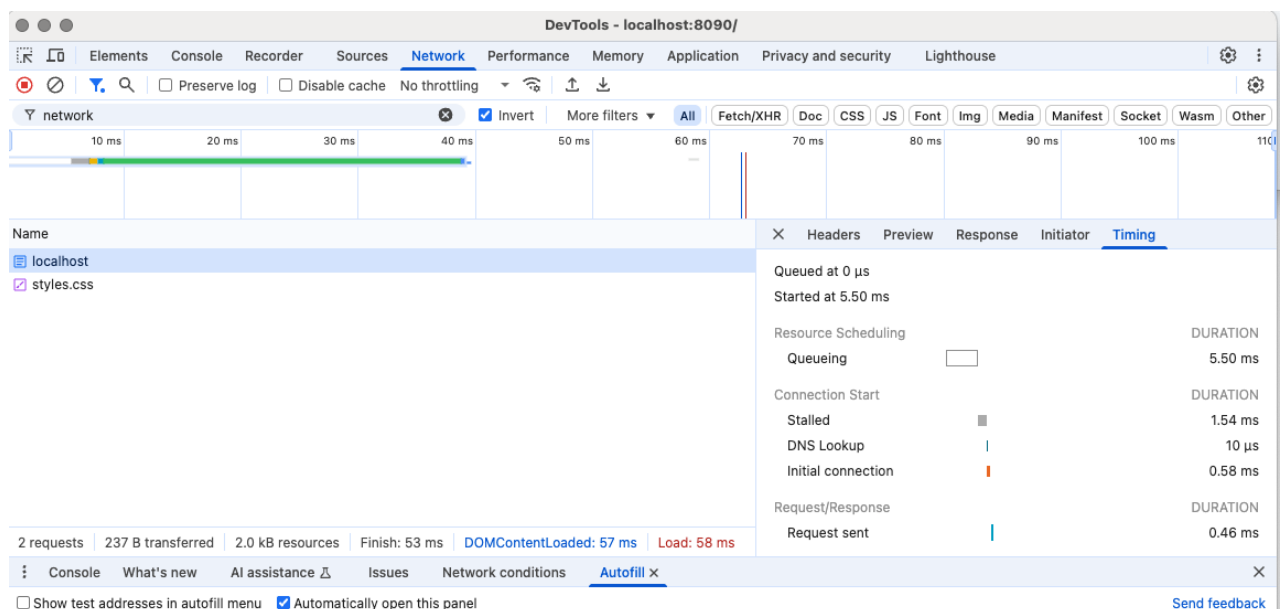 DevTools - localhost:8090/
Elements Console Recorder Sources Network Performance Memory Application Privacy and security Lighthouse
Preserve log Disable cache No throttling
network Invert More filters All Fetch/XHR Doc CSS JS Font Img Media Manifest Socket Wasm Other
10 ms 20 ms 30 ms 40 ms 50 ms 60 ms 70 ms 80 ms 90 ms 100 ms 110
Name Headers Preview Response Initiator Timing
localhost
styles.css
Queued at 0 µs
Started at 5.50 ms
Resource Scheduling DURATION
Queueing 5.50 ms
Connection Start DURATION
Stalled 1.54 ms
DNS Lookup 10 µs
Initial connection 0.58 ms
Request/Response DURATION
Request sent 0.46 ms
2 requests 237 B transferred 2.0 kB resources Finish: 53 ms DOMContentLoaded: 57 ms Load: 58 ms
Console What's new AI assistance Issues Network conditions Autofill
Show test addresses in autofill menu Automatically open this panel Send feedback